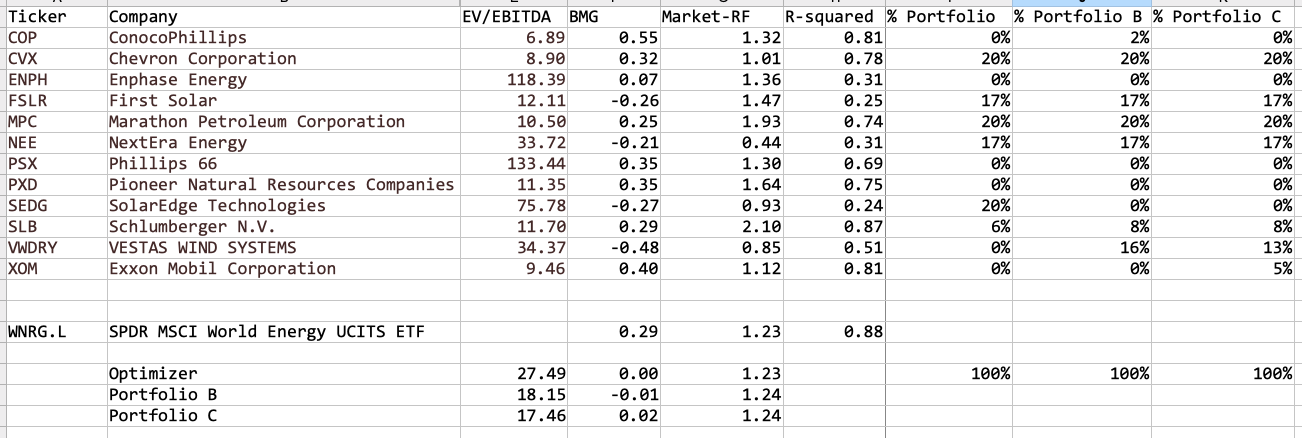 Ticker Company EV/EBITDA BMG Market-RF R-squared % Portfolio % Portfolio B % Portfolio C
COP ConocoPhillips 6.89 0.55 1.32 0.81 0% 2% 0%
CVX Chevron Corporation 8.90 0.32 1.01 0.78 20% 20% 20%
ENPH Enphase Energy 118.39 0.07 1.36 0.31 0% 0% 0%
FSLR First Solar 12.11 -0.26 1.47 0.25 17% 17% 17%
MPC Marathon Petroleum Corporation 10.50 0.25 1.93 0.74 20% 20% 20%
NEE NextEra Energy 33.72 -0.21 0.44 0.31 17% 17% 17%
PSX Phillips 66 133.44 0.35 1.30 0.69 0% 0% 0%
PXD Pioneer Natural Resources Companies 11.35 0.35 1.64 0.75 0% 0% 0%
SEDG SolarEdge Technologies 75.78 -0.27 0.93 0.24 20% 0% 0%
SLB Schlumberger N.V. 11.70 0.29 2.10 0.87 6% 8% 8%
VWDRY VESTAS WIND SYSTEMS 34.37 -0.48 0.85 0.51 0% 16% 13%
XOM Exxon Mobil Corporation 9.46 0.40 1.12 0.81 0% 0% 5%
WNRG.L SPDR MSCI World Energy UCITS ETF 0.29 1.23 0.88
Optimizer 27.49 0.00 1.23 100% 100% 100%
Portfolio B 18.15 -0.01 1.24
Portfolio C 17.46 0.02 1.24